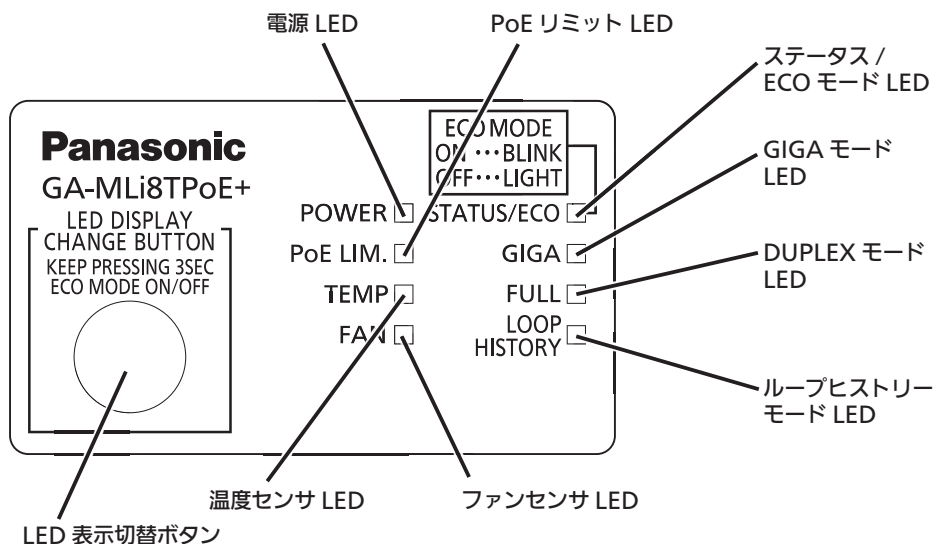 電源 LED
PoE リミット LED
ステータス /
ECO モード LED
GIGA モード
LED
DUPLEX モード
LED
ループヒストリー
モード LED
Panasonic
GA-MLi8TPoE+
LED DISPLAY
CHANGE BUTTON
KEEP PRESSING 3SEC
ECO MODE ON/OFF
ECO MODE
ON ･･･ BLINK
OFF･･･ LIGHT
POWER
STATUS/ECO
PoE LIM.
GIGA
TEMP
FULL
FAN
LOOP
HISTORY
温度センサ LED
ファンセンサ LED
LED 表示切替ボタン